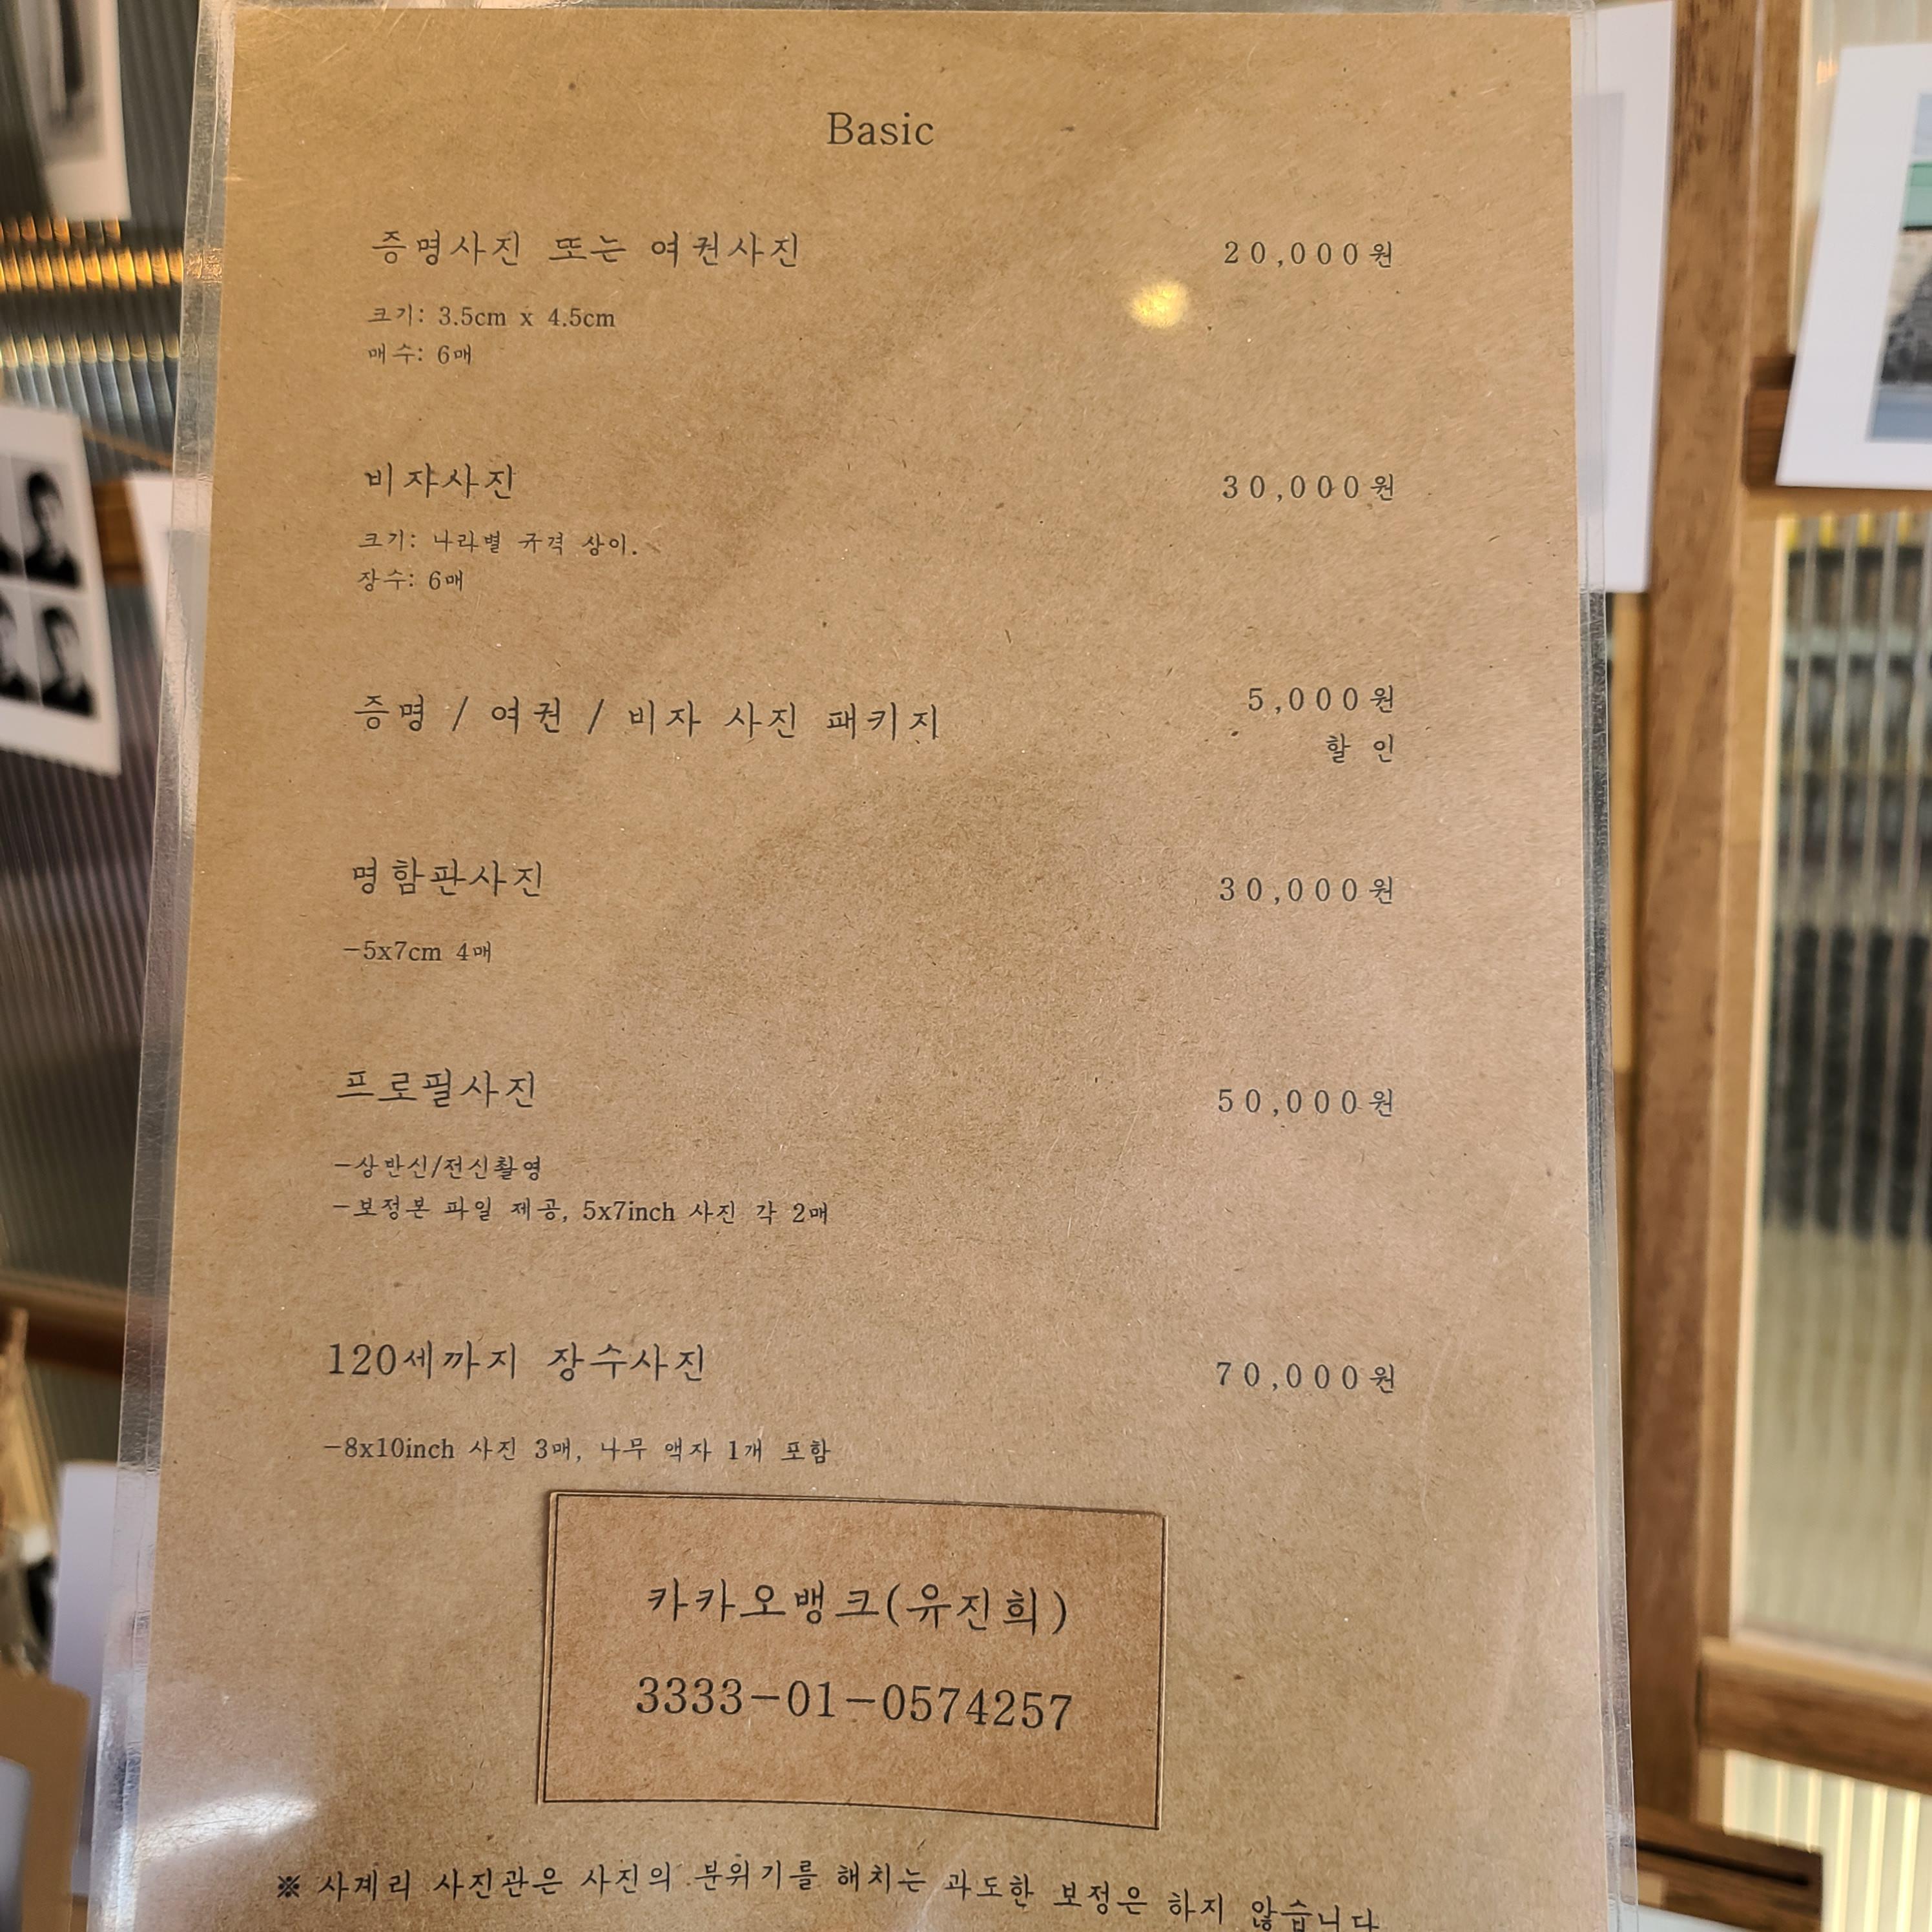 Basic
증명사진 또는 여권사진 20,000원
크기: 3.5cm x 4.5cm
매수: 6매
비자사진 30,000원
크기: 나라별 규격 상이.
장수: 6매
증명 / 여권 / 비자 사진 패키지 5,000원
할 인
명함판사진 30,000원
-5x7cm 4매
프로필사진 50,000원
-상반신/전신촬영
-보정본 파일 제공, 5x7inch 사진 각 2매
120세까지 장수사진 70,000원
-8x10inch 사진 3매, 나무 액자 1개 포함
카카오뱅크(유진희)
3333-01-0574257
※ 사계리 사진관은 사진의 분위기를 해치는 과도한 보정은 하지 않습니다